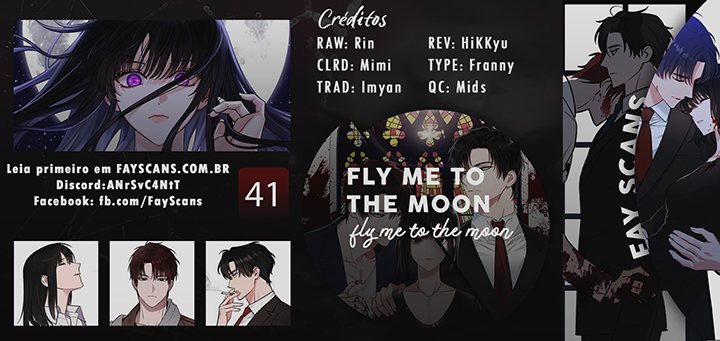 Créditos
RAW: Rin
REV: HiKKyu
CLRD: Mimi
TYPE: Franny
TRAD: Imyan
QC: Mids
Leia primeiro em FAYSCANS.COM.BR
Discord:ANrSvC4NtT
Facebook: fb.com/FayScans
41
FLY ME TO
THE MOON
fly me to the moon
FAY SCANS